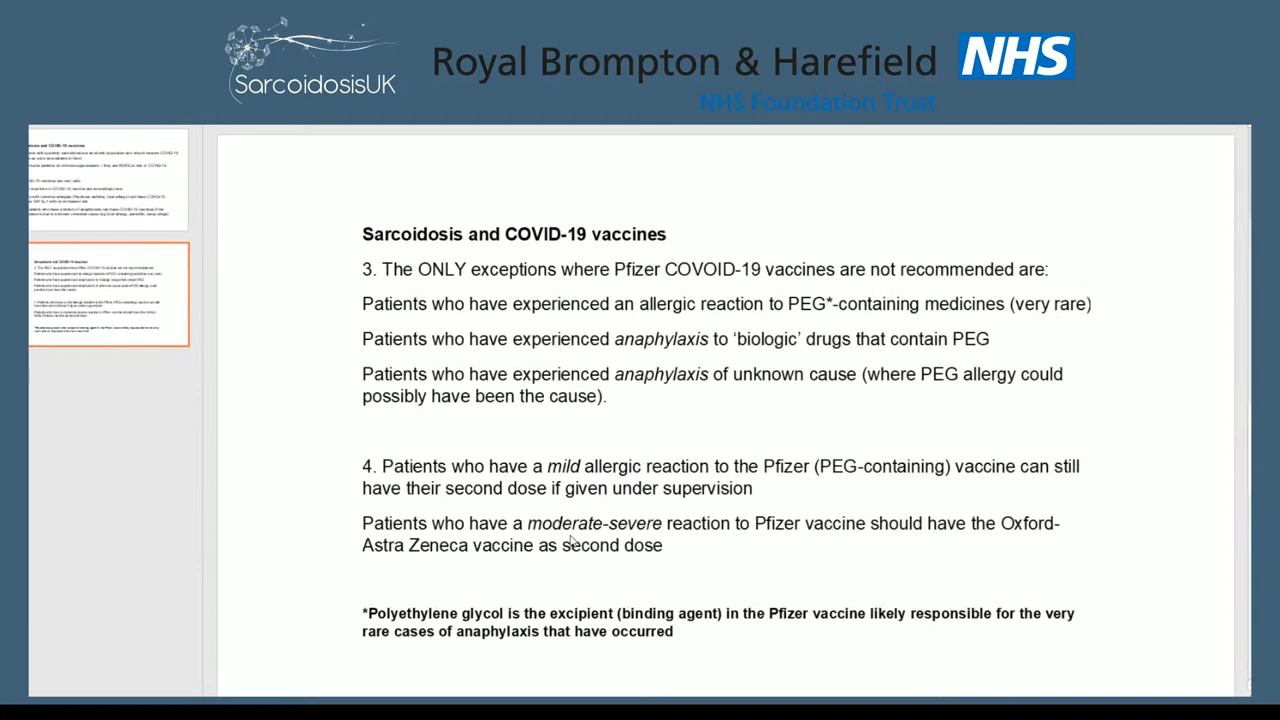 SarcoidosisUK
Royal Brompton & Harefield NHS
NHS Foundation Trust
Sarcoidosis and COVID-19 vaccines
3. The ONLY exceptions where Pfizer COVOID-19 vaccines are not recommended are:
Patients who have experienced an allergic reaction to PEG*-containing medicines (very rare)
Patients who have experienced anaphylaxis to ‘biologic’ drugs that contain PEG
Patients who have experienced anaphylaxis of unknown cause (where PEG allergy could
possibly have been the cause).
4. Patients who have a mild allergic reaction to the Pfizer (PEG-containing) vaccine can still
have their second dose if given under supervision
Patients who have a moderate-severe reaction to Pfizer vaccine should have the Oxford-
Astra Zeneca vaccine as second dose
*Polyethylene glycol is the excipient (binding agent) in the Pfizer vaccine likely responsible for the very
rare cases of anaphylaxis that have occurred